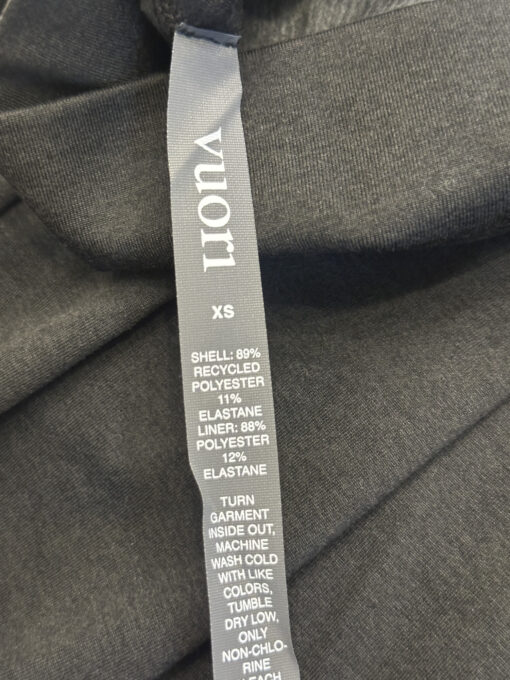 vuori
XS
SHELL: 89%
RECYCLED
POLYESTER
11%
ELASTANE
LINER: 88%
POLYESTER
12%
ELASTANE
TURN
GARMENT
INSIDE OUT,
MACHINE
WASH COLD
WITH LIKE
COLORS,
TUMBLE
DRY LOW,
ONLY
NON-CHLO-
RINE